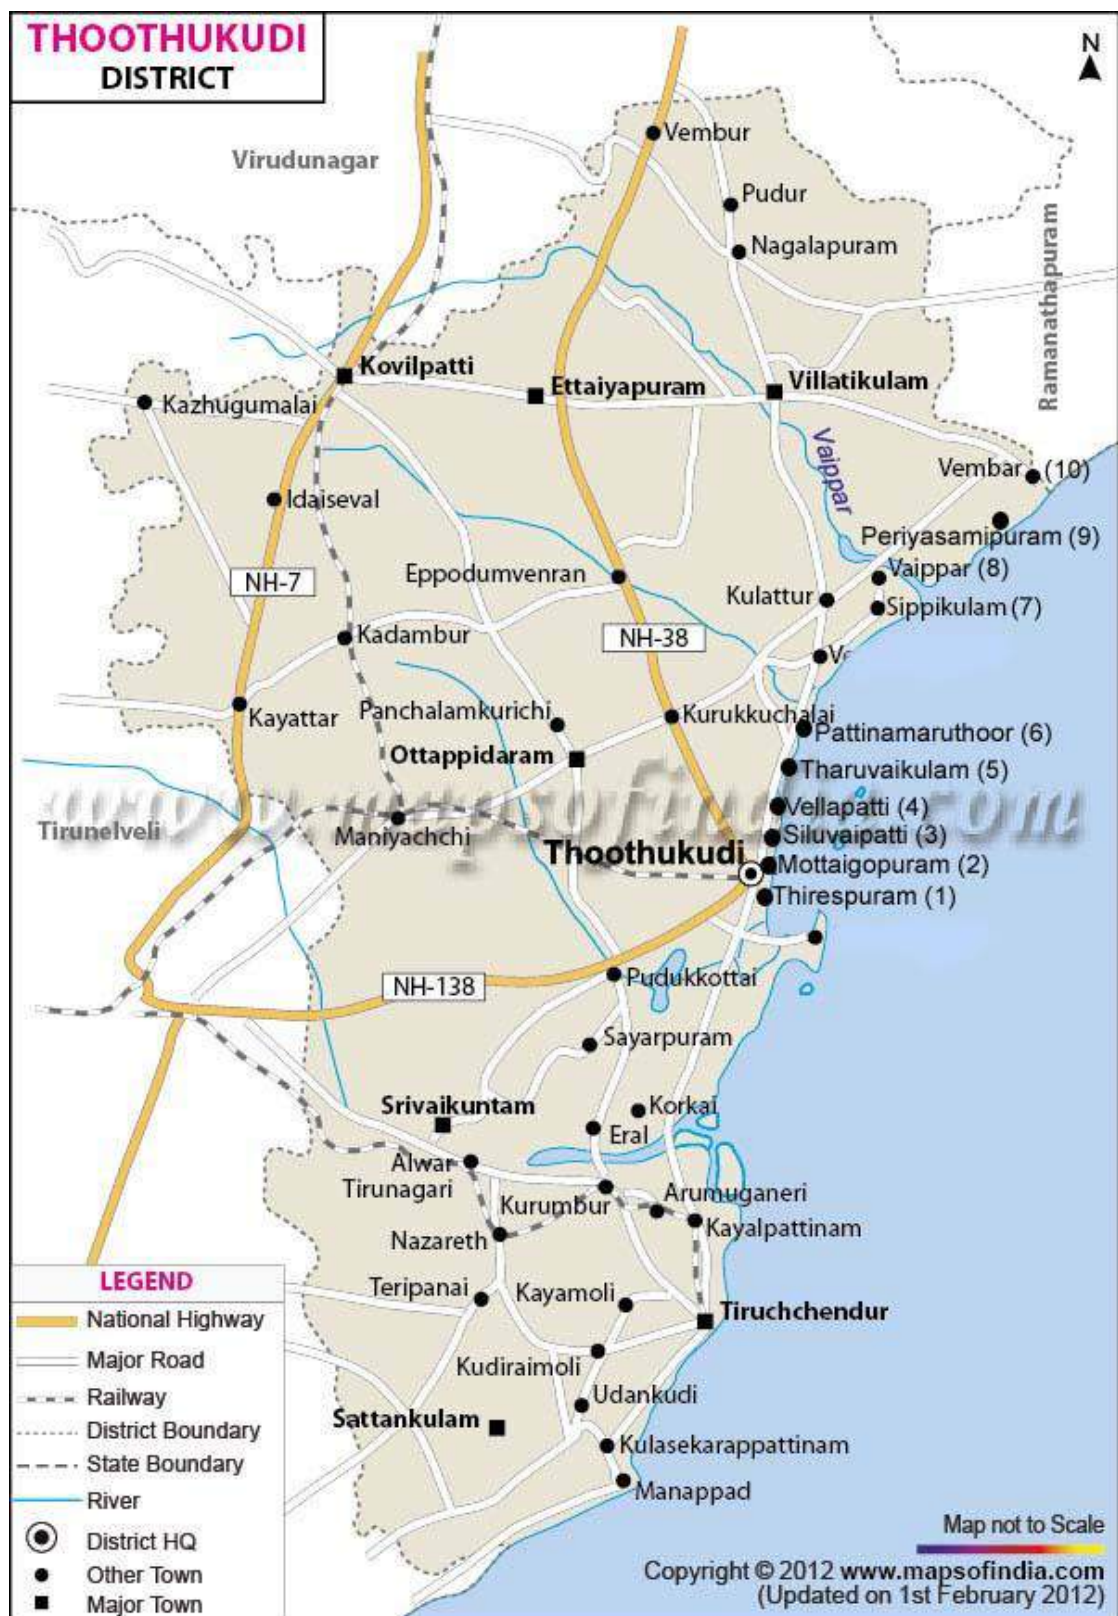 THOOTHUKUDI
DISTRICT
N
Virudunagar
Vembur
Pudur
Nagalapuram
Ramanathapuram
Kovilpatti
Ettaiyapuram
Villatikulam
Kazhugumalai
Vaippar
Vembar (10)
Idaiseval
Periyasamipuram (9)
NH-7
Eppodumvenran
Vaippar (8)
Kulattur
Sippikulam (7)
Kadambur
NH-38
Kayattar
Panchalamkurichi
Kurukkuchalai
Pattinamaruthoor (6)
Ottappidaram
Tharuvaikulam (5)
www.mapsofindia.com
Vellapatti (4)
Tirunelveli
Maniyachchi
Siluvaipatti (3)
Thoothukudi
Mottaigopuram (2)
Thirespuram (1)
NH-138
Pudukkottai
Sayarpuram
Srivaikuntam
Korkai
Eral
Alwar
Tirunagari
Kurumbur
Arumuganeri
Kayalpattinam
Nazareth
Teripanai
Kayamoli
Tiruchchendur
Kudiraimoli
Udankudi
Sattankulam
Kulasekarappattinam
Manappad
LEGEND
National Highway
Major Road
Railway
District Boundary
State Boundary
River
District HQ
Other Town
Major Town
Map not to Scale
Copyright © 2012 www.mapsofindia.com
(Updated on 1st February 2012)